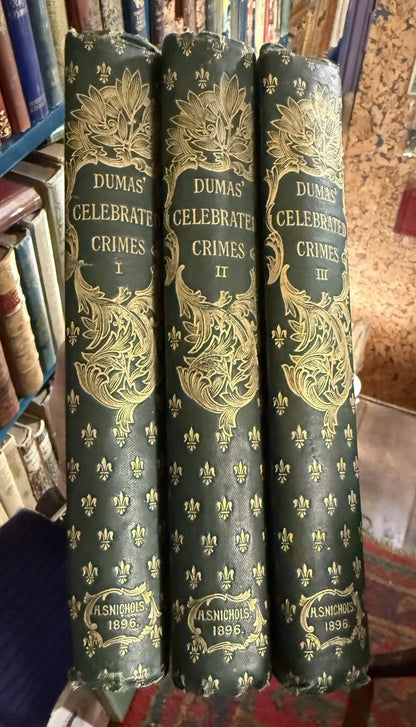 DUMAS'
CELEBRATED
CRIMES
I
A.S.NICHOLS.
1896.
DUMAS'
CELEBRATED
CRIMES
II
H.S.NICHOLS.
1896.
DUMAS'
CELEBRATED
CRIMES
III
H.S.NICHOLS.
1896.